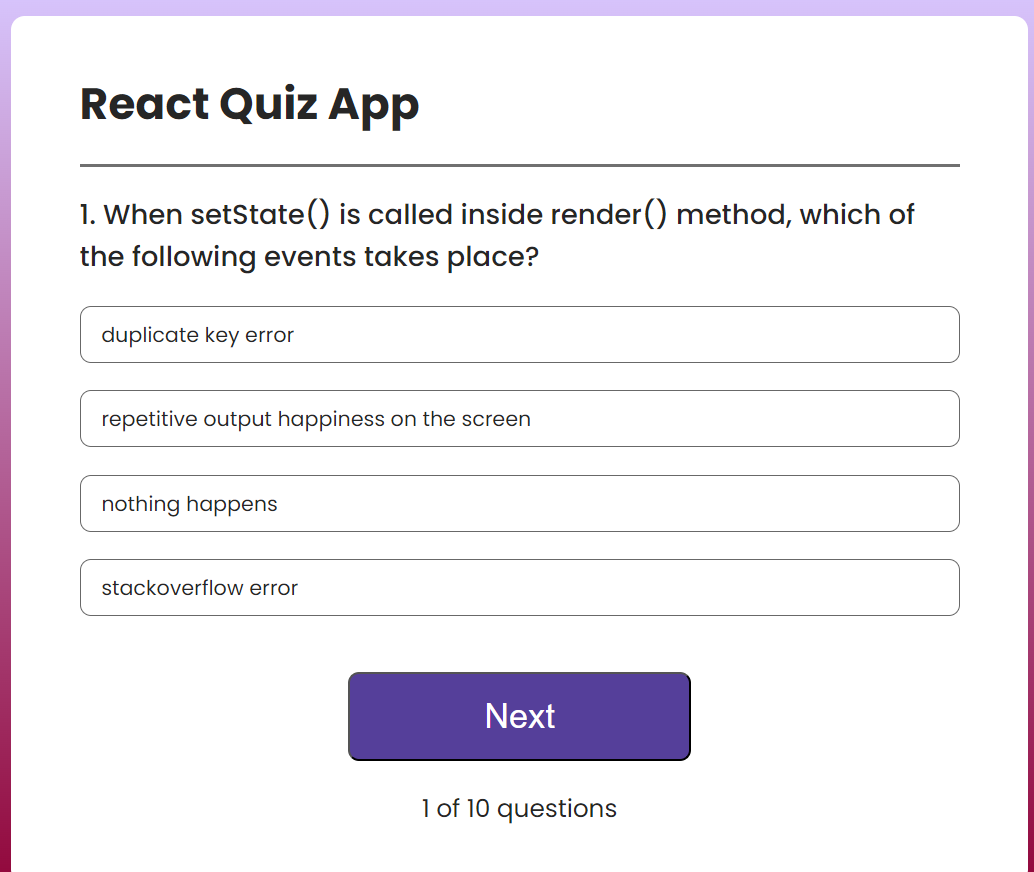 React Quiz App
1. When setState() is called inside render() method, which of
the following events takes place?
duplicate key error
repetitive output happiness on the screen
nothing happens
stackoverflow error
Next
1 of 10 questions